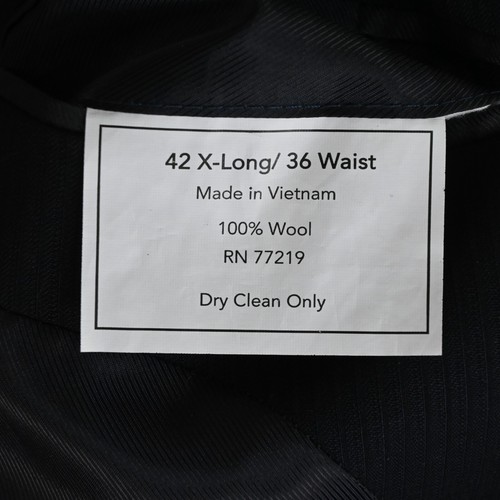 42 X-Long/ 36 Waist
Made in Vietnam
100% Wool
RN 77219
Dry Clean Only